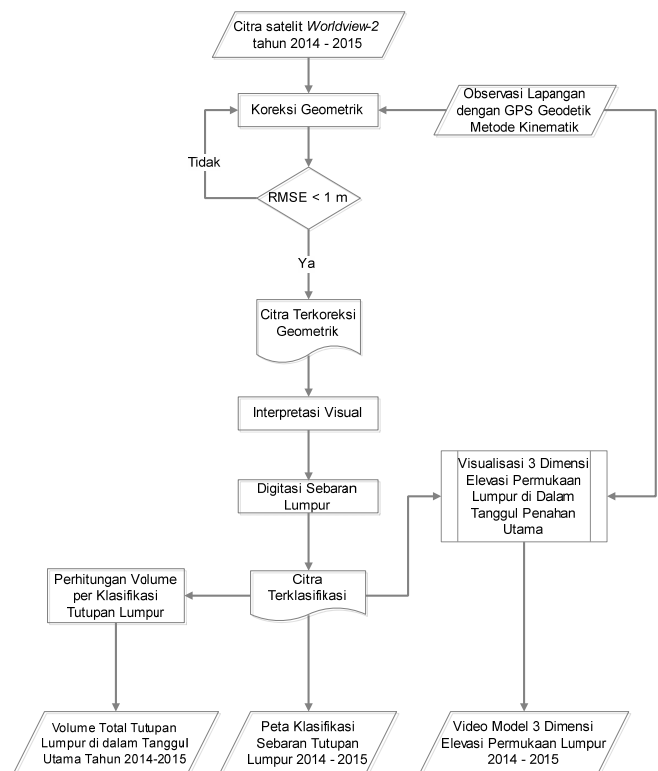 Citra satelit Worldview-2
tahun 2014 - 2015
Koreksi Geometrik
Observasi Lapangan
dengan GPS Geodetik
Metode Kinematik
Tidak
RMSE < 1 m
Ya
Citra Terkoreksi
Geometrik
Interpretasi Visual
Digitasi Sebaran
Lumpur
Visualisasi 3 Dimensi
Elevasi Permukaan
Lumpur di Dalam
Tanggul Penahan
Utama
Perhitungan Volume
per Klasifikasi
Tutupan Lumpur
Citra
Terklasifikasi
Volume Total Tutupan
Lumpur di dalam Tanggul
Utama Tahun 2014-2015
Peta Klasifikasi
Sebaran Tutupan
Lumpur 2014 - 2015
Video Model 3 Dimensi
Elevasi Permukaan Lumpur
2014 - 2015